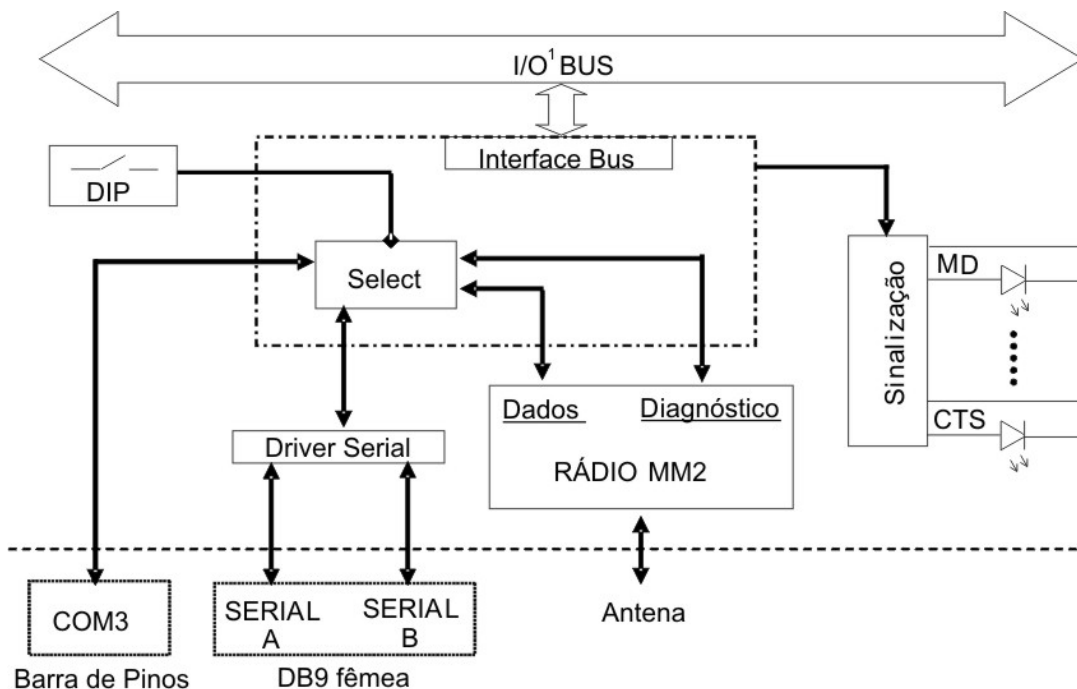 I/O¹ BUS
Interface Bus
DIP
Select
Sinalização
MD
CTS
Dados
Diagnóstico
RÁDIO MM2
Driver Serial
COM3
SERIAL
A
SERIAL
B
Antena
Barra de Pinos
DB9 fêmea